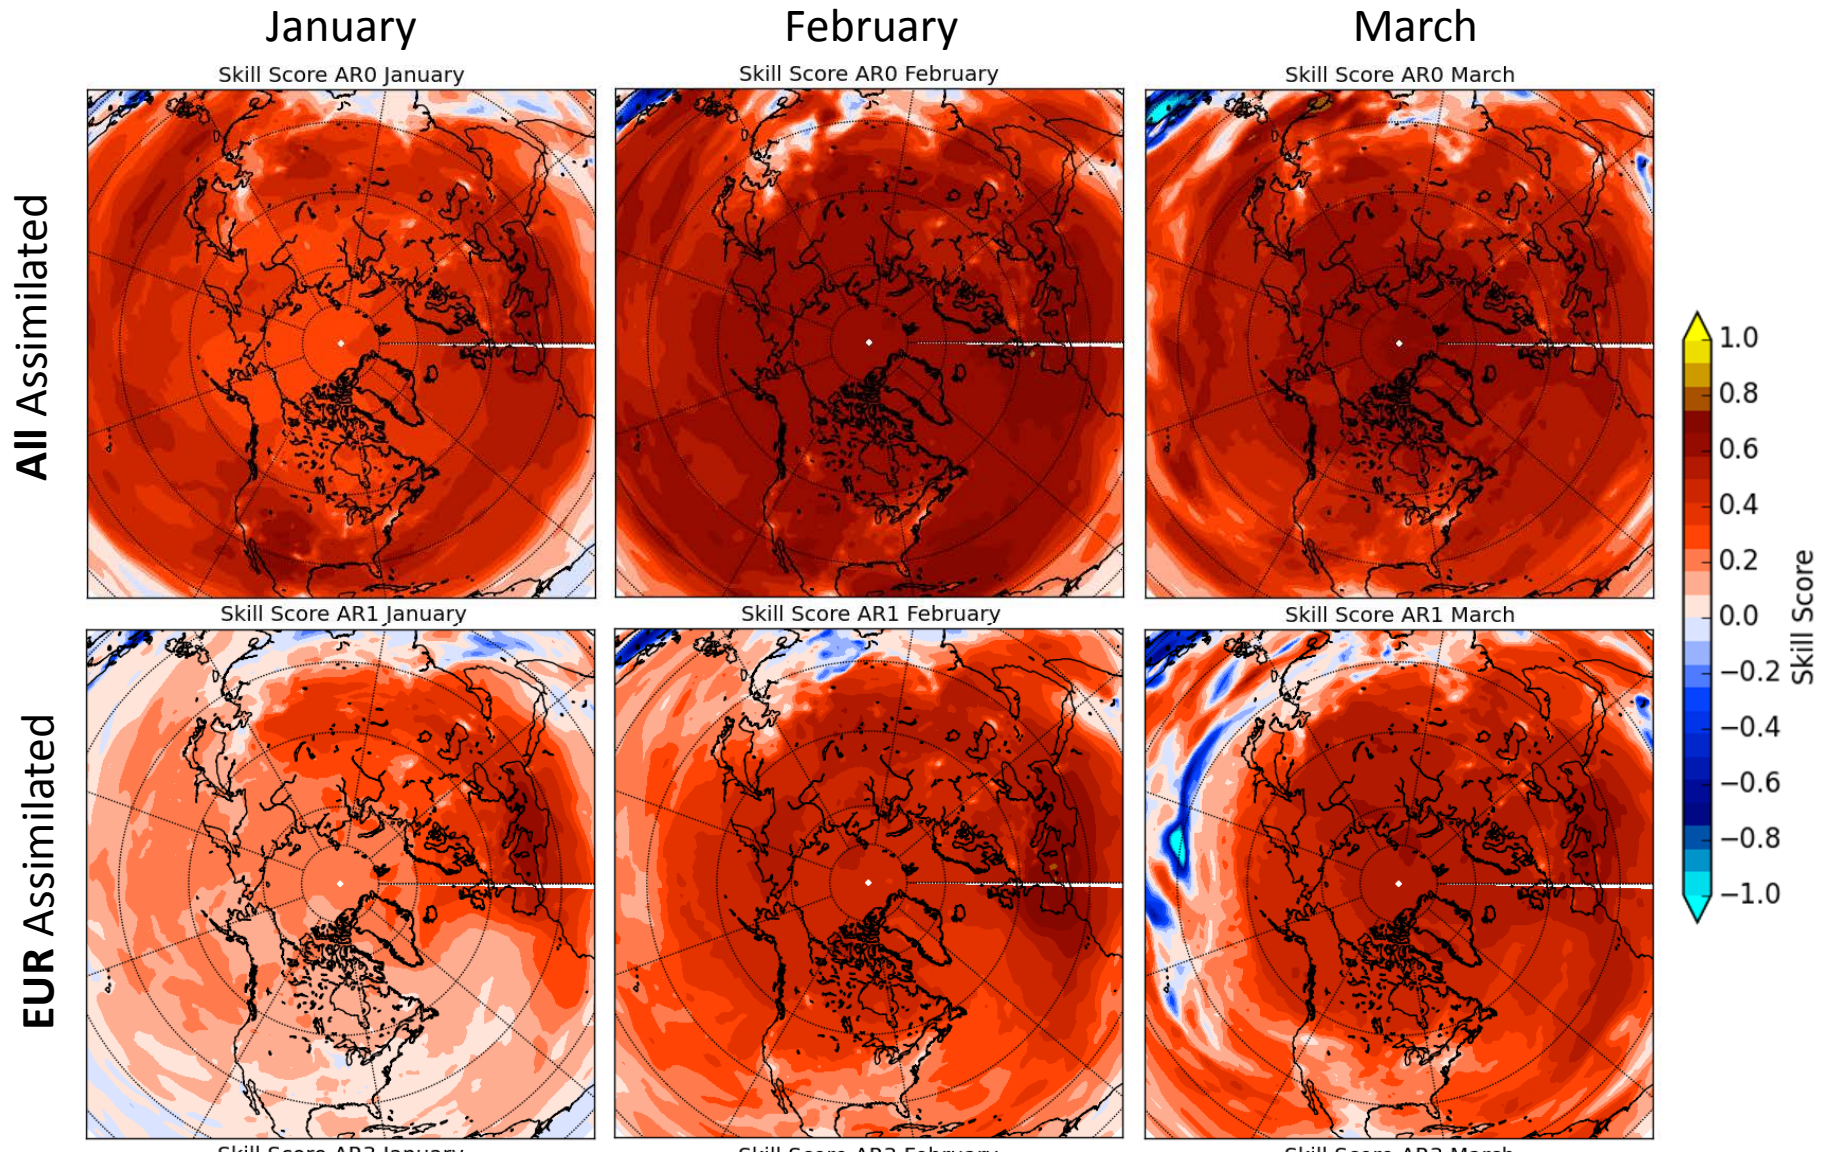 January
February
March
Skill Score AR0 January
Skill Score AR0 February
Skill Score AR0 March
All Assimilated
1.0
0.8
0.6
0.4
0.2
0.0
−0.2
−0.4
−0.6
−0.8
−1.0
Skill Score
Skill Score AR1 January
Skill Score AR1 February
Skill Score AR1 March
EUR Assimilated